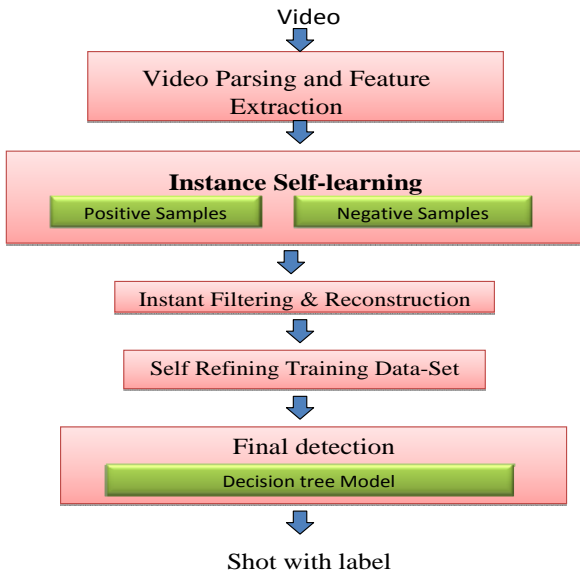 Video
Video Parsing and Feature
Extraction
Instance Self-learning
Positive Samples Negative Samples
Instant Filtering & Reconstruction
Self Refining Training Data-Set
Final detection
Decision tree Model
Shot with label